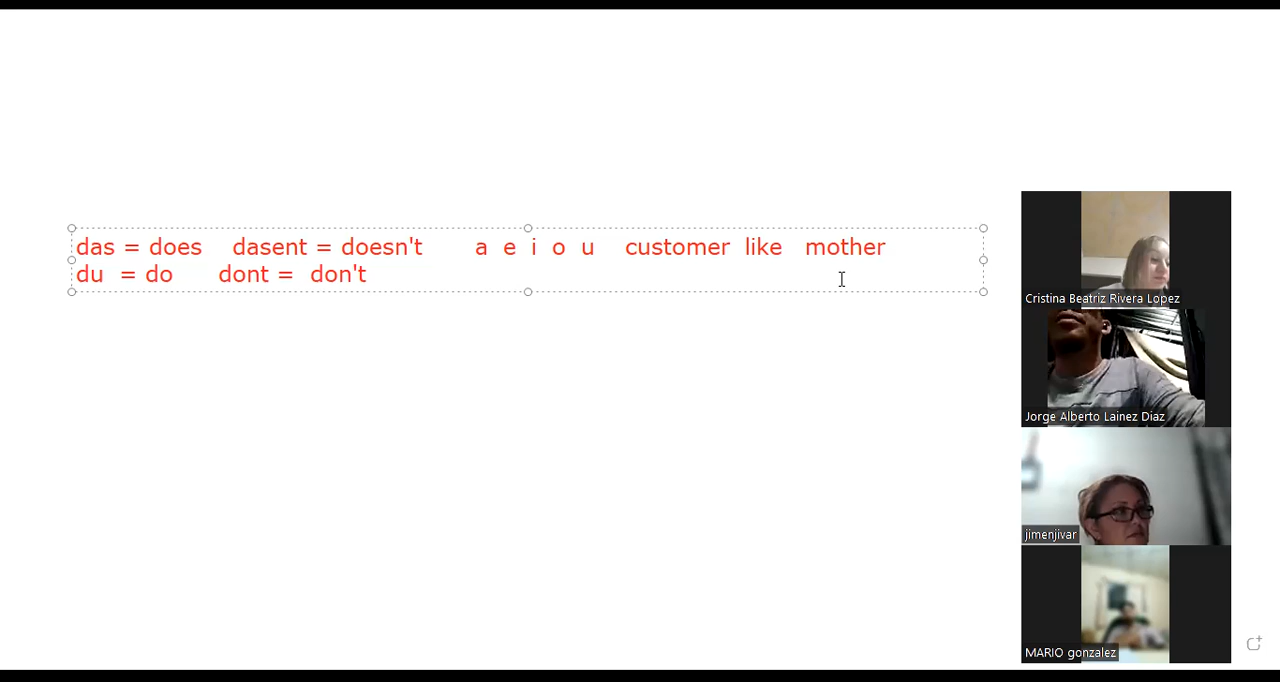 das = does dasent = doesn't a e i o u customer like mother
du = do dont = don't
Cristina Beatriz Rivera Lopez
Jorge Alberto Lainez Diaz
jimenjivar
MARIO gonzalez